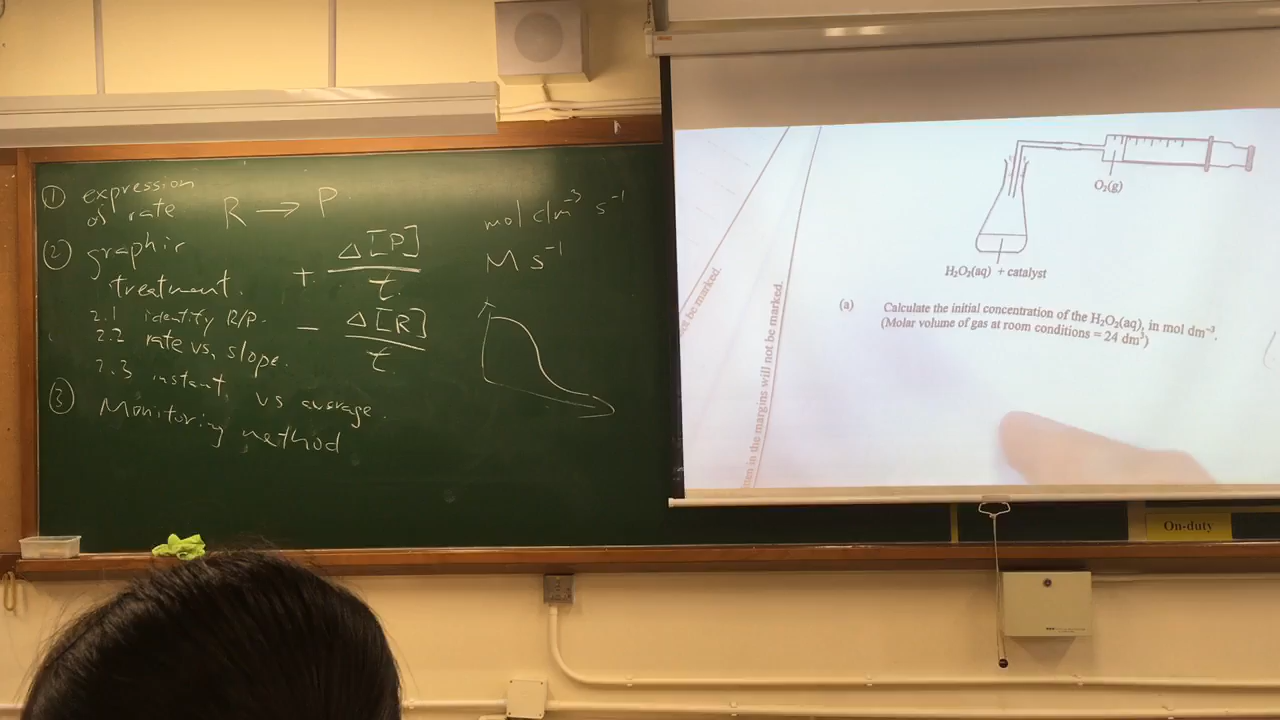 ① expression
of rate
R → P
② graphic
treatment.
2.1 identify R/P.
2.2 rate vs, slope.
2.3 instant vs average.
③ Monitoring method
+ Δ[P]
t.
− Δ[R]
t.
mol dm⁻³ s⁻¹
M s⁻¹
O₂(g)
H₂O₂(aq) + catalyst
(a) Calculate the initial concentration of the H₂O₂(aq), in mol dm⁻³.
(Molar volume of gas at room conditions = 24 dm³)
be marked.
in the margins will not be marked.
On-duty